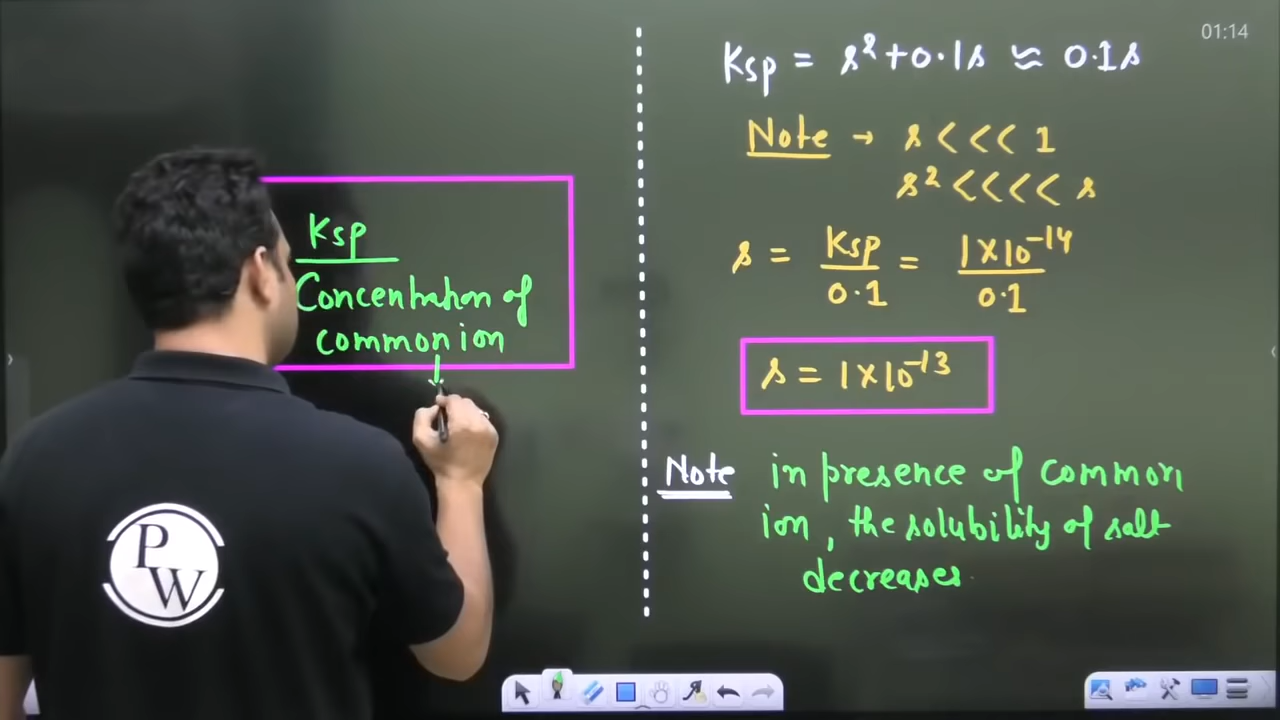 01:14
Ksp = s² + 0.1s ≈ 0.1s
Note → s <<< 1
s² <<<< s
s = Ksp/0.1 = 1×10⁻¹⁴/0.1
s = 1×10⁻¹³
Note in presence of common
ion, the solubility of salt
decreases.
Ksp
Concentration of
common ion
PW